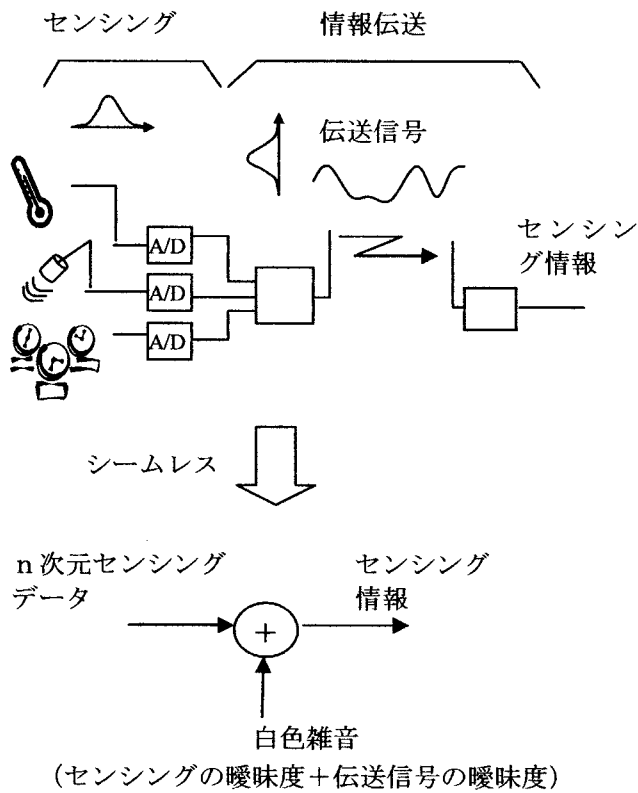 センシング
情報伝送
伝送信号
A/D
A/D
A/D
センシン
グ情報
シームレス
n次元センシング
データ
センシング
情報
+
白色雑音
(センシングの曖昧度+伝送信号の曖昧度)